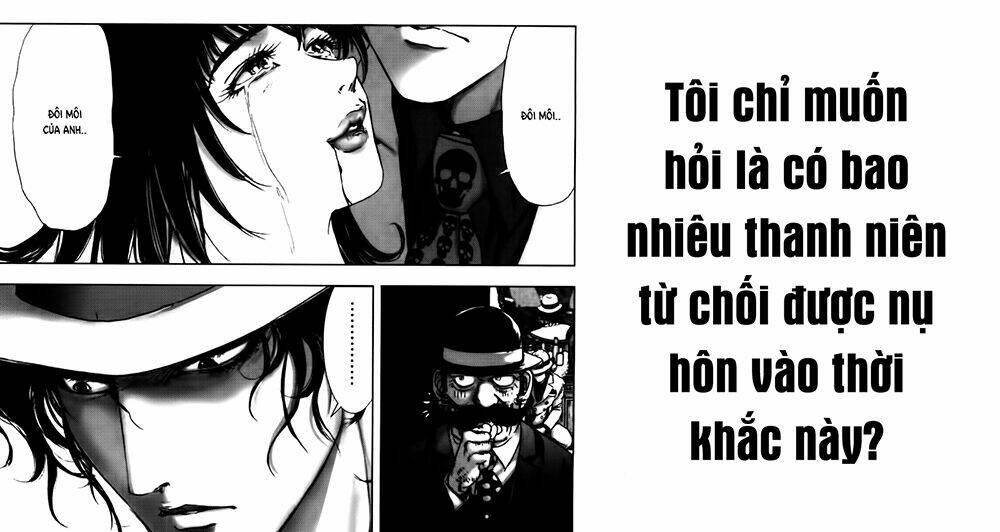 ĐÔI MÔI..
ĐÔI MÔI
CỦA ANH..
..........
Tôi chỉ muốn
hỏi là có bao
nhiêu thanh niên
từ chối được nụ
hôn vào thời
khắc này?